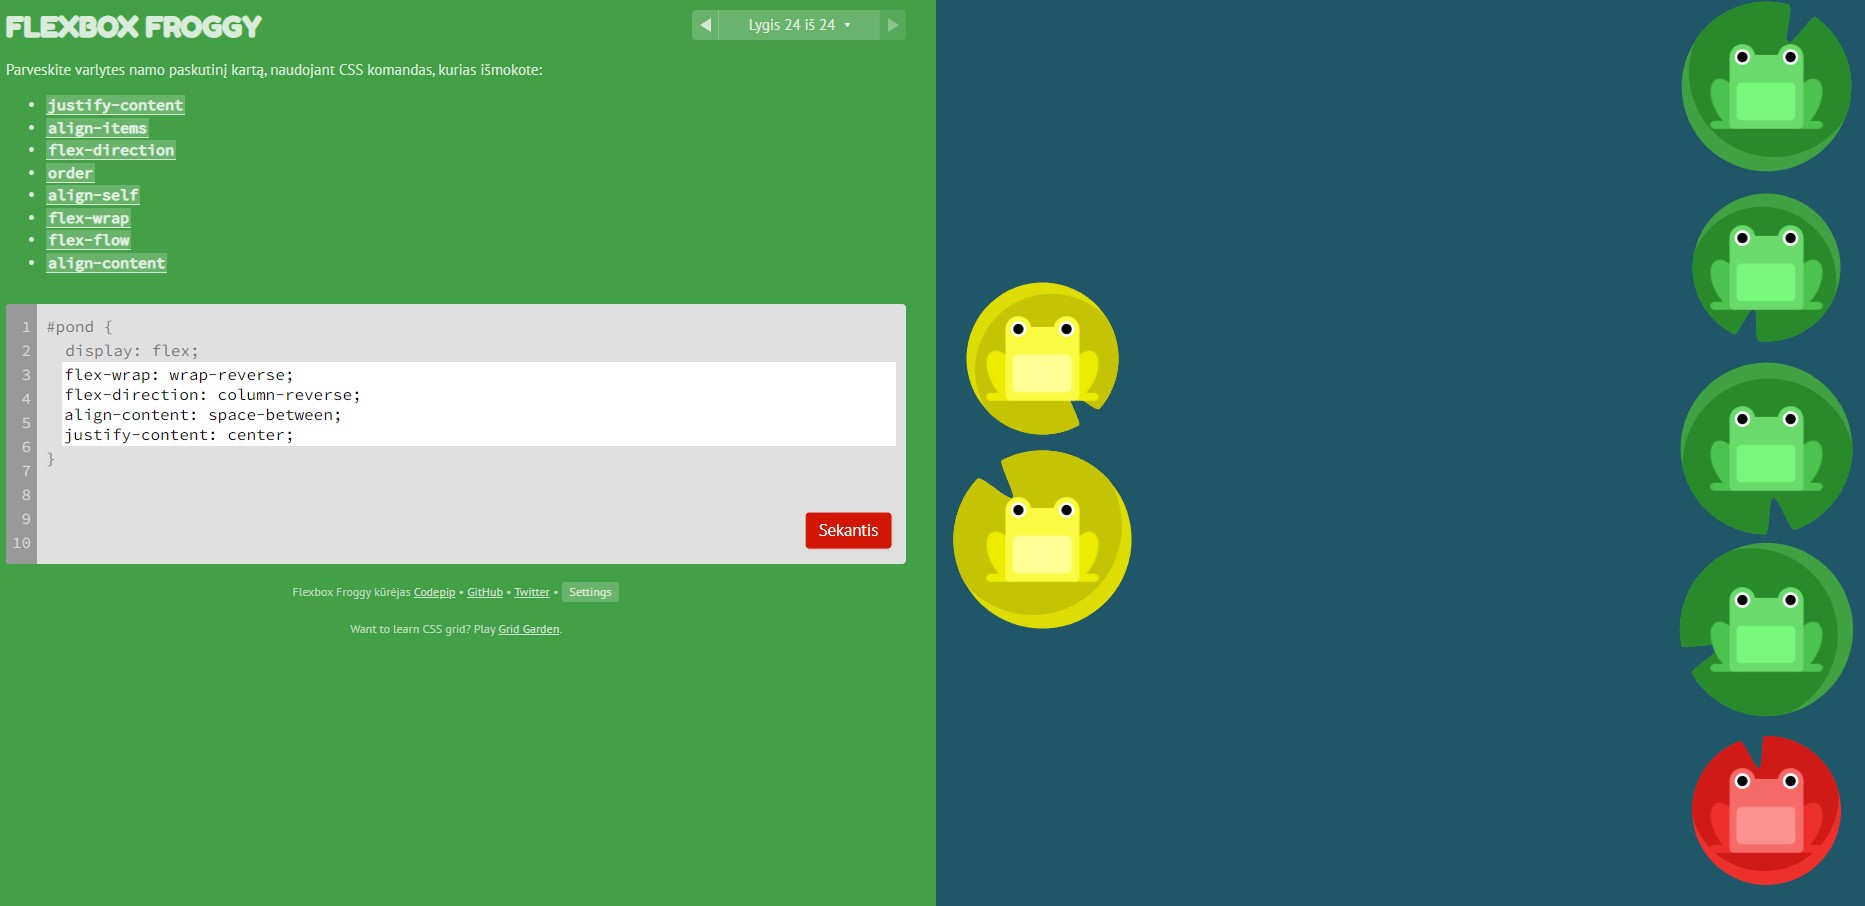 FLEXBOX FROGGY
Lygis 24 iš 24
Parveskite varlytes namo paskutinį kartą, naudojant CSS komandas, kurias išmokote:
justify-content
align-items
flex-direction
order
align-self
flex-wrap
flex-flow
align-content
1 #pond {
2 display: flex;
3 flex-wrap: wrap-reverse;
4 flex-direction: column-reverse;
5 align-content: space-between;
6 justify-content: center;
7 }
8
9
10
Sekantis
Flexbox Froggy kūrėjas Codepip • GitHub • Twitter • Settings
Want to learn CSS grid? Play Grid Garden.